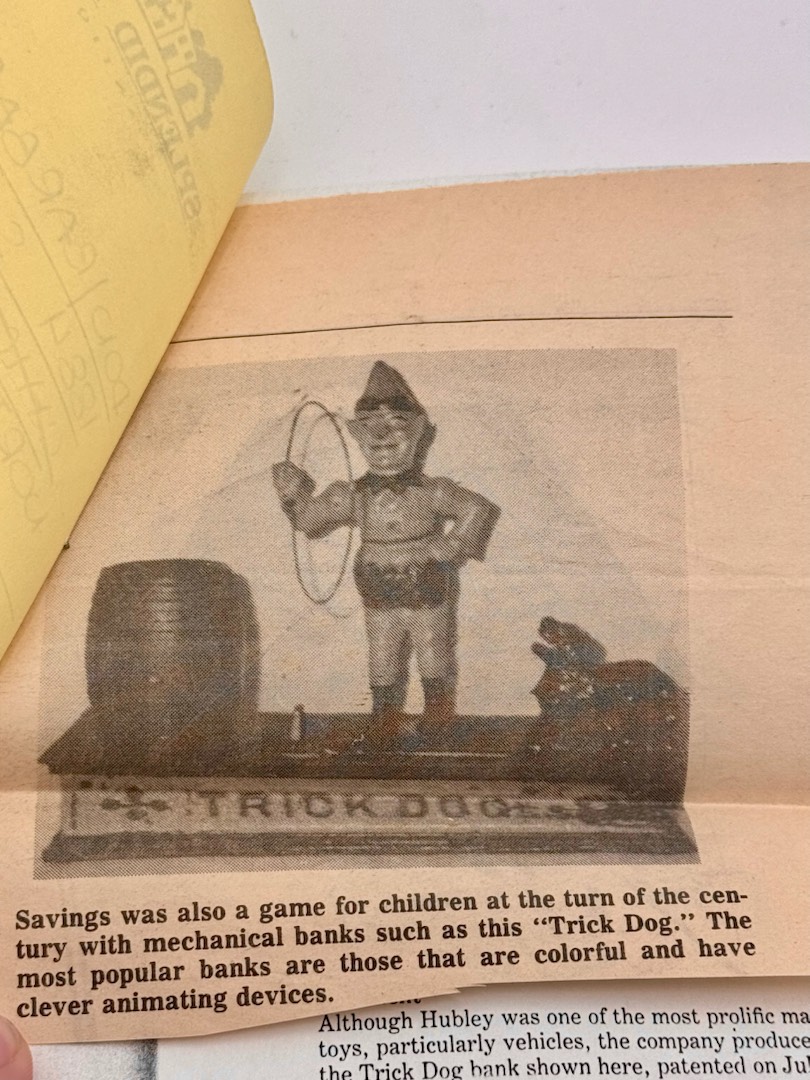 SPLENDID
TRICK DOG
Savings was also a game for children at the turn of the cen-
tury with mechanical banks such as this “Trick Dog.” The
most popular banks are those that are colorful and have
clever animating devices.
Although Hubley was one of the most prolific ma
toys, particularly vehicles, the company produce
the Trick Dog bank shown here, patented on Jul